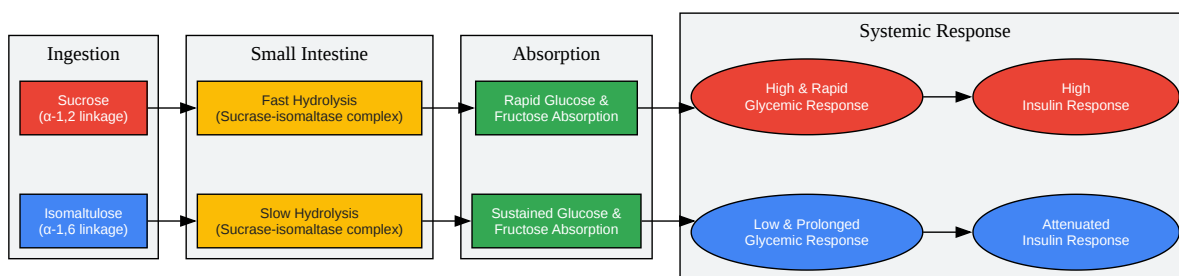 Ingestion
Small Intestine
Absorption
Systemic Response
Sucrose
(α-1,2 linkage)
Fast Hydrolysis
(Sucrase-isomaltase complex)
Rapid Glucose &
Fructose Absorption
High & Rapid
Glycemic Response
High
Insulin Response
Isomaltulose
(α-1,6 linkage)
Slow Hydrolysis
(Sucrase-isomaltase complex)
Sustained Glucose &
Fructose Absorption
Low & Prolonged
Glycemic Response
Attenuated
Insulin Response